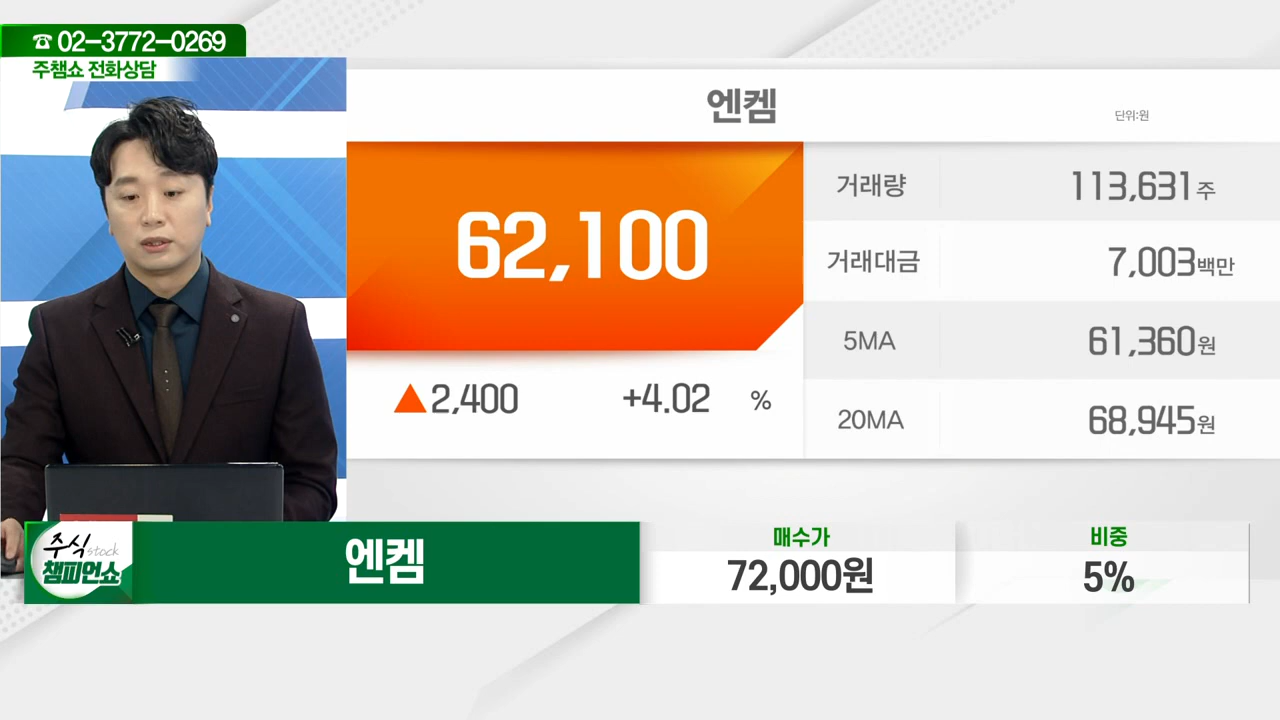 ☎ 02-3772-0269
주챔쇼 전화상담
엔켐
단위:원
62,100
▲2,400 +4.02 %
거래량 113,631주
거래대금 7,003백만
5MA 61,360원
20MA 68,945원
주식 stock
챔피언쇼
엔켐
매수가
72,000원
비중
5%